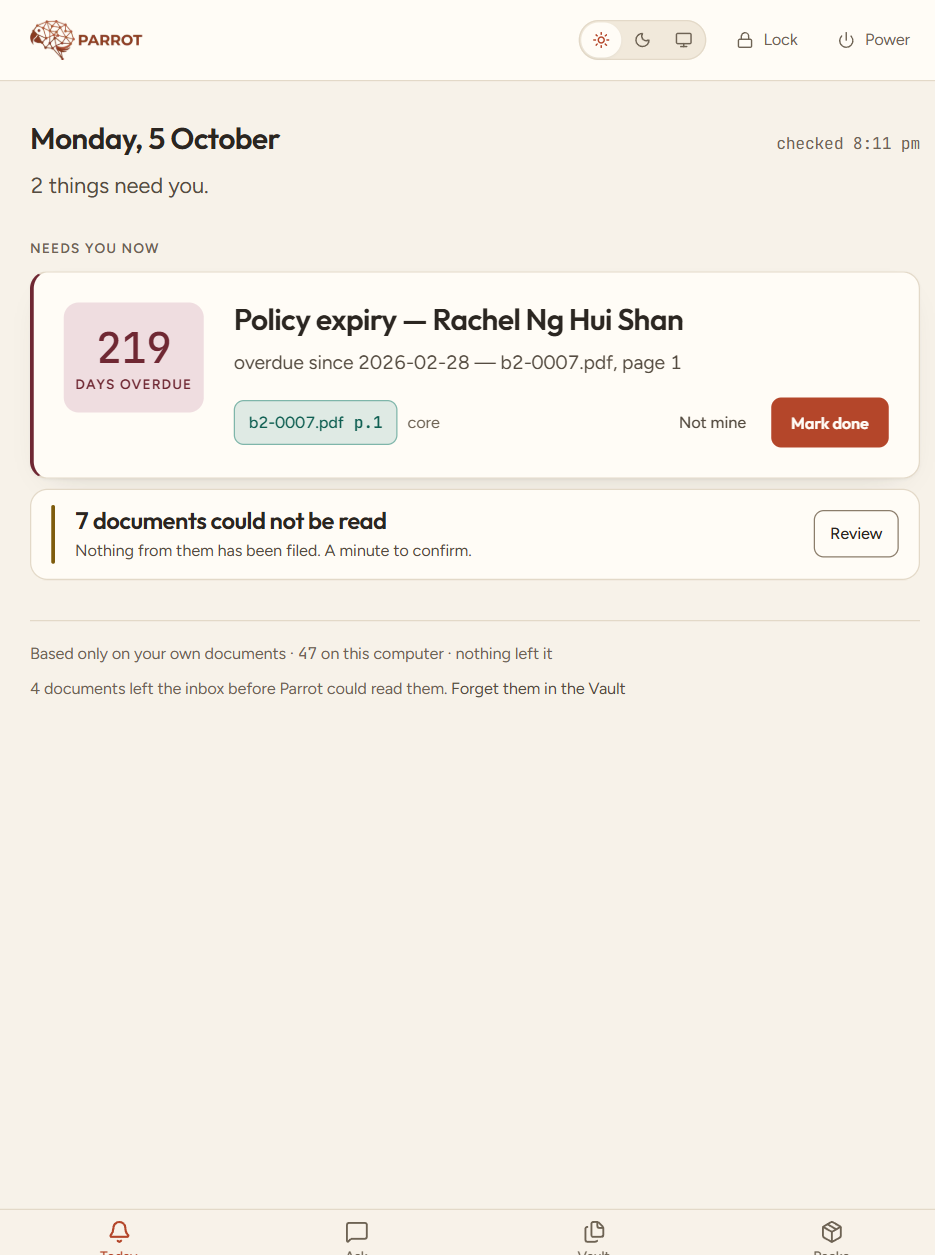 PARROT
Lock
Power
Monday, 5 October
checked 8:11 pm
2 things need you.
NEEDS YOU NOW
219
DAYS OVERDUE
Policy expiry — Rachel Ng Hui Shan
overdue since 2026-02-28 — b2-0007.pdf, page 1
b2-0007.pdf p.1
core
Not mine
Mark done
7 documents could not be read
Nothing from them has been filed. A minute to confirm.
Review
Based only on your own documents · 47 on this computer · nothing left it
4 documents left the inbox before Parrot could read them. Forget them in the Vault
Today
Ask
Vault